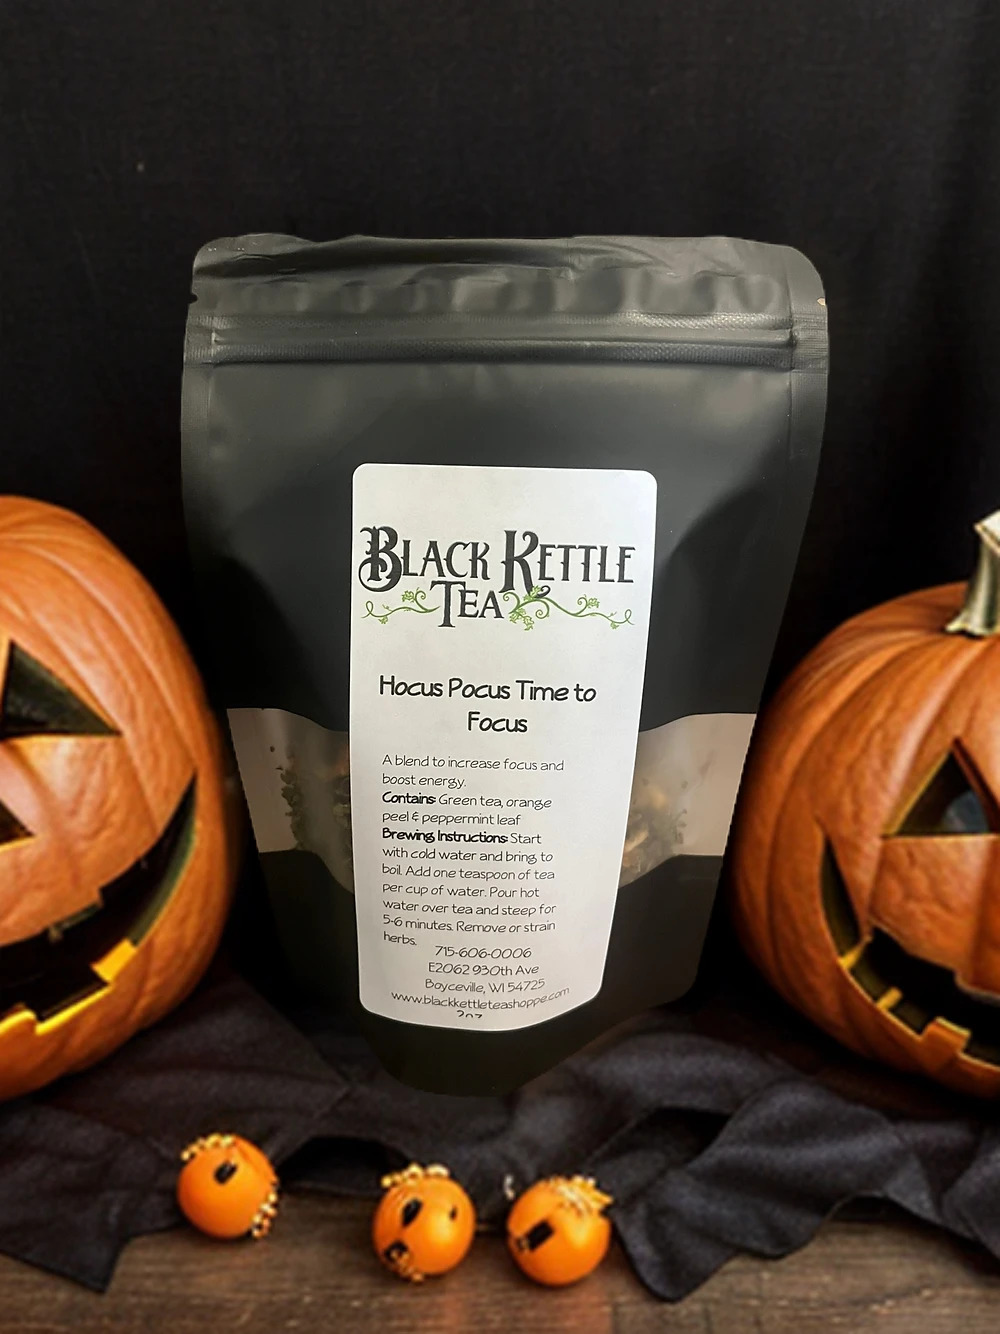 BLACK KETTLE
TEA
Hocus Pocus Time to
Focus
A blend to increase focus and
boost energy.
Contains: Green tea, orange
peel & peppermint leaf
Brewing Instructions: Start
with cold water and bring to
boil. Add one teaspoon of tea
per cup of water. Pour hot
water over tea and steep for
5-6 minutes. Remove or strain
herbs.
715-606-0006
E2062 930th Ave
Boyceville, WI 54725
www.blackkettleteashoppe.com
2oz